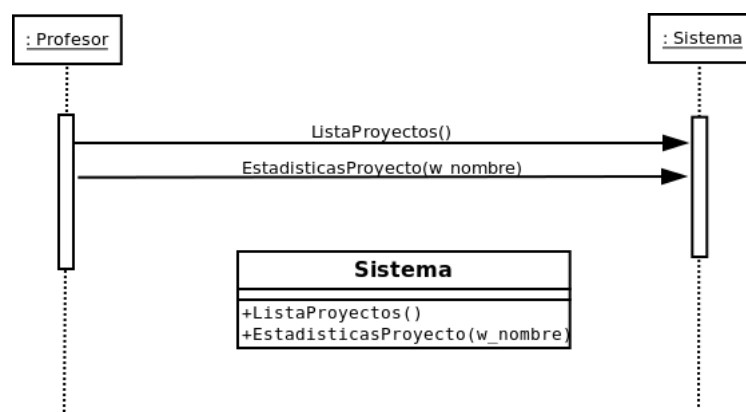 : Profesor
: Sistema
ListaProyectos()
EstadisticasProyecto(w_nombre)
Sistema
+ListaProyectos()
+EstadisticasProyecto(w_nombre)